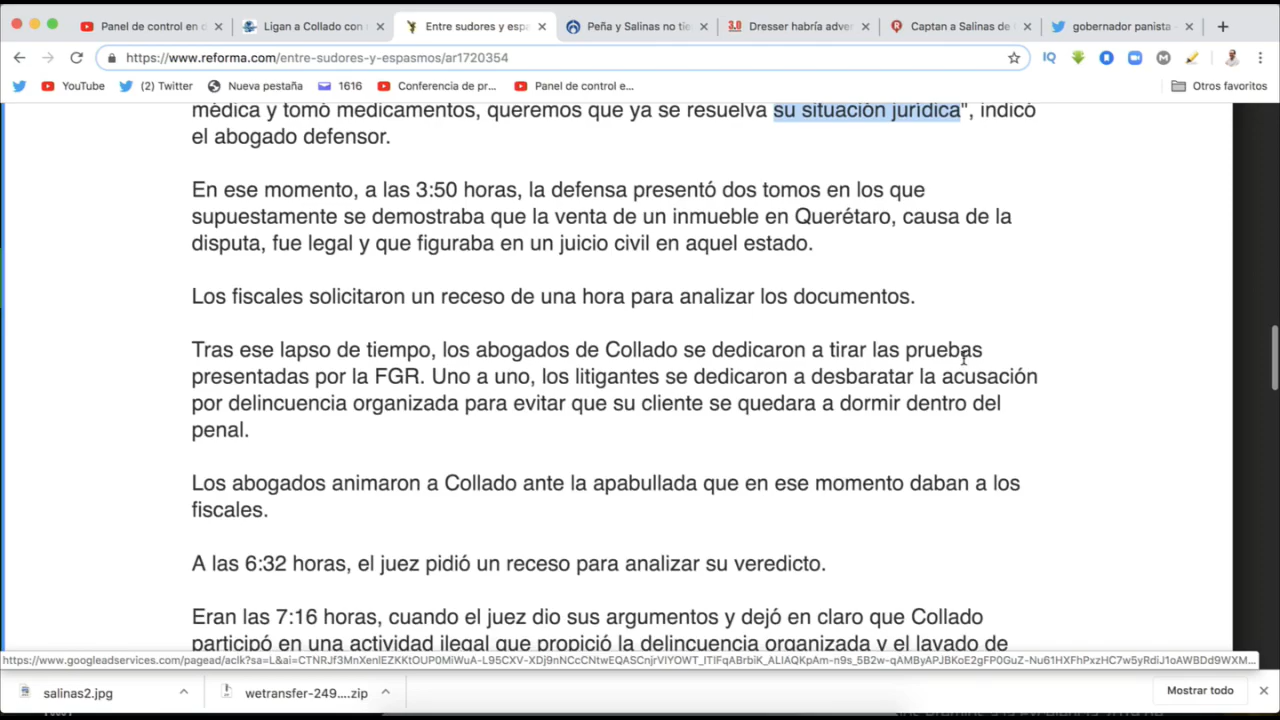 Panel de control en c
Ligan a Collado con
Entre sudores y espa
Peña y Salinas no tie
Dresser habría adver
Captan a Salinas de
gobernador panista -
https://www.reforma.com/entre-sudores-y-espasmos/ar1720354
YouTube
(2) Twitter
Nueva pestaña
1616
Conferencia de pr...
Panel de control e...
Otros favoritos
médica y tomó medicamentos, queremos que ya se resuelva su situación jurídica", indicó
el abogado defensor.
En ese momento, a las 3:50 horas, la defensa presentó dos tomos en los que
supuestamente se demostraba que la venta de un inmueble en Querétaro, causa de la
disputa, fue legal y que figuraba en un juicio civil en aquel estado.
Los fiscales solicitaron un receso de una hora para analizar los documentos.
Tras ese lapso de tiempo, los abogados de Collado se dedicaron a tirar las pruebas
presentadas por la FGR. Uno a uno, los litigantes se dedicaron a desbaratar la acusación
por delincuencia organizada para evitar que su cliente se quedara a dormir dentro del
penal.
Los abogados animaron a Collado ante la apabullada que en ese momento daban a los
fiscales.
A las 6:32 horas, el juez pidió un receso para analizar su veredicto.
Eran las 7:16 horas, cuando el juez dio sus argumentos y dejó en claro que Collado
participó en una actividad ilegal que propició la delincuencia organizada y el lavado de
salinas2.jpg
wetransfer-249....zip
Mostrar todo